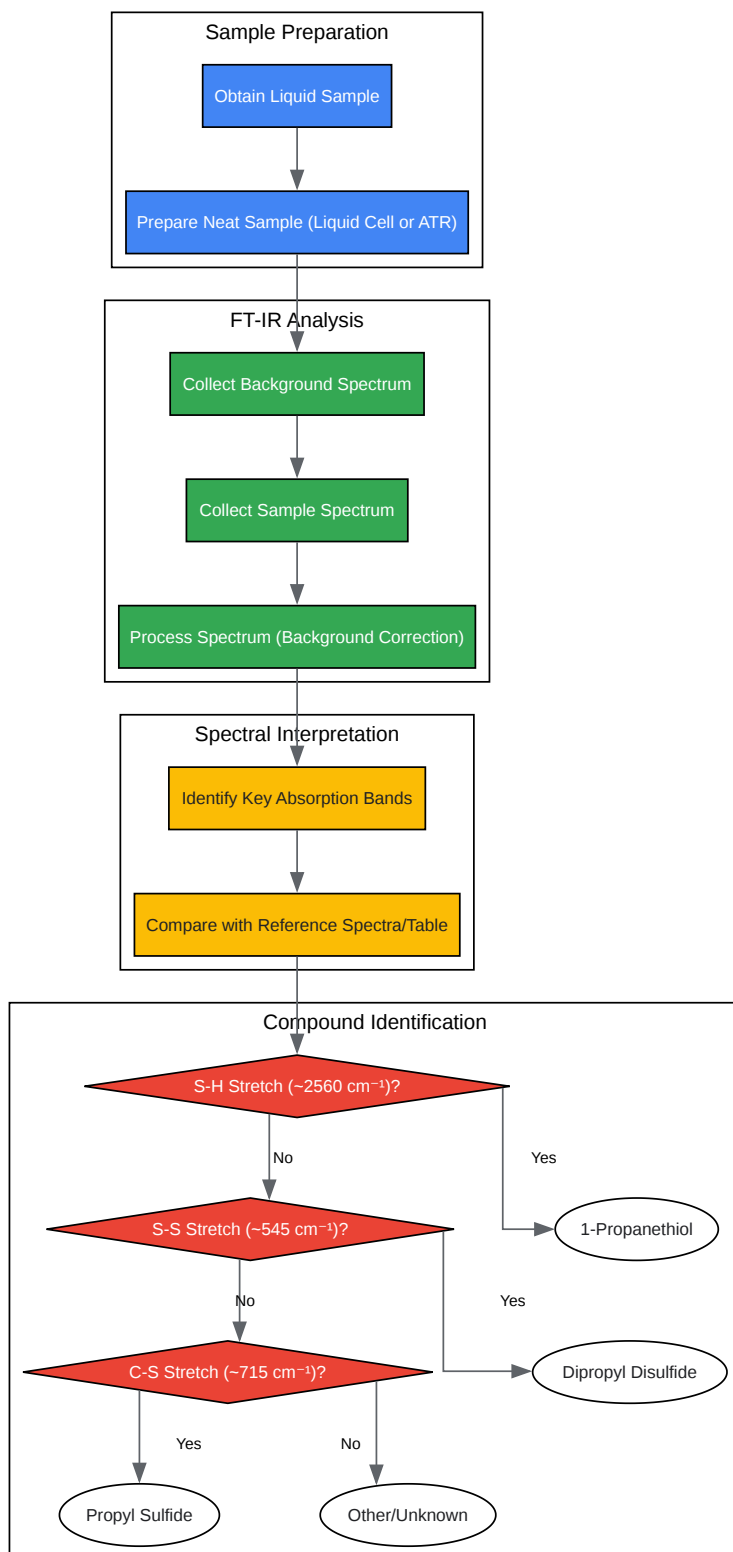 Sample Preparation
Obtain Liquid Sample
Prepare Neat Sample (Liquid Cell or ATR)
FT-IR Analysis
Collect Background Spectrum
Collect Sample Spectrum
Process Spectrum (Background Correction)
Spectral Interpretation
Identify Key Absorption Bands
Compare with Reference Spectra/Table
Compound Identification
S-H Stretch (~2560 cm⁻¹)?
No
Yes
S-S Stretch (~545 cm⁻¹)?
1-Propanethiol
No
Yes
C-S Stretch (~715 cm⁻¹)?
Dipropyl Disulfide
Yes
No
Propyl Sulfide
Other/Unknown